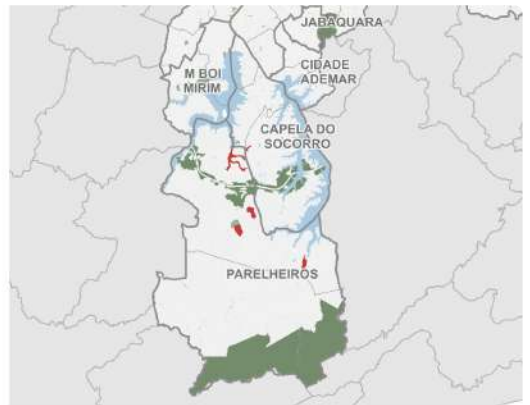 JABAQUARA
CIDADE
ADEMAR
M BOI
MIRIM
CAPELA DO
SOCORRO
PARELHEIROS